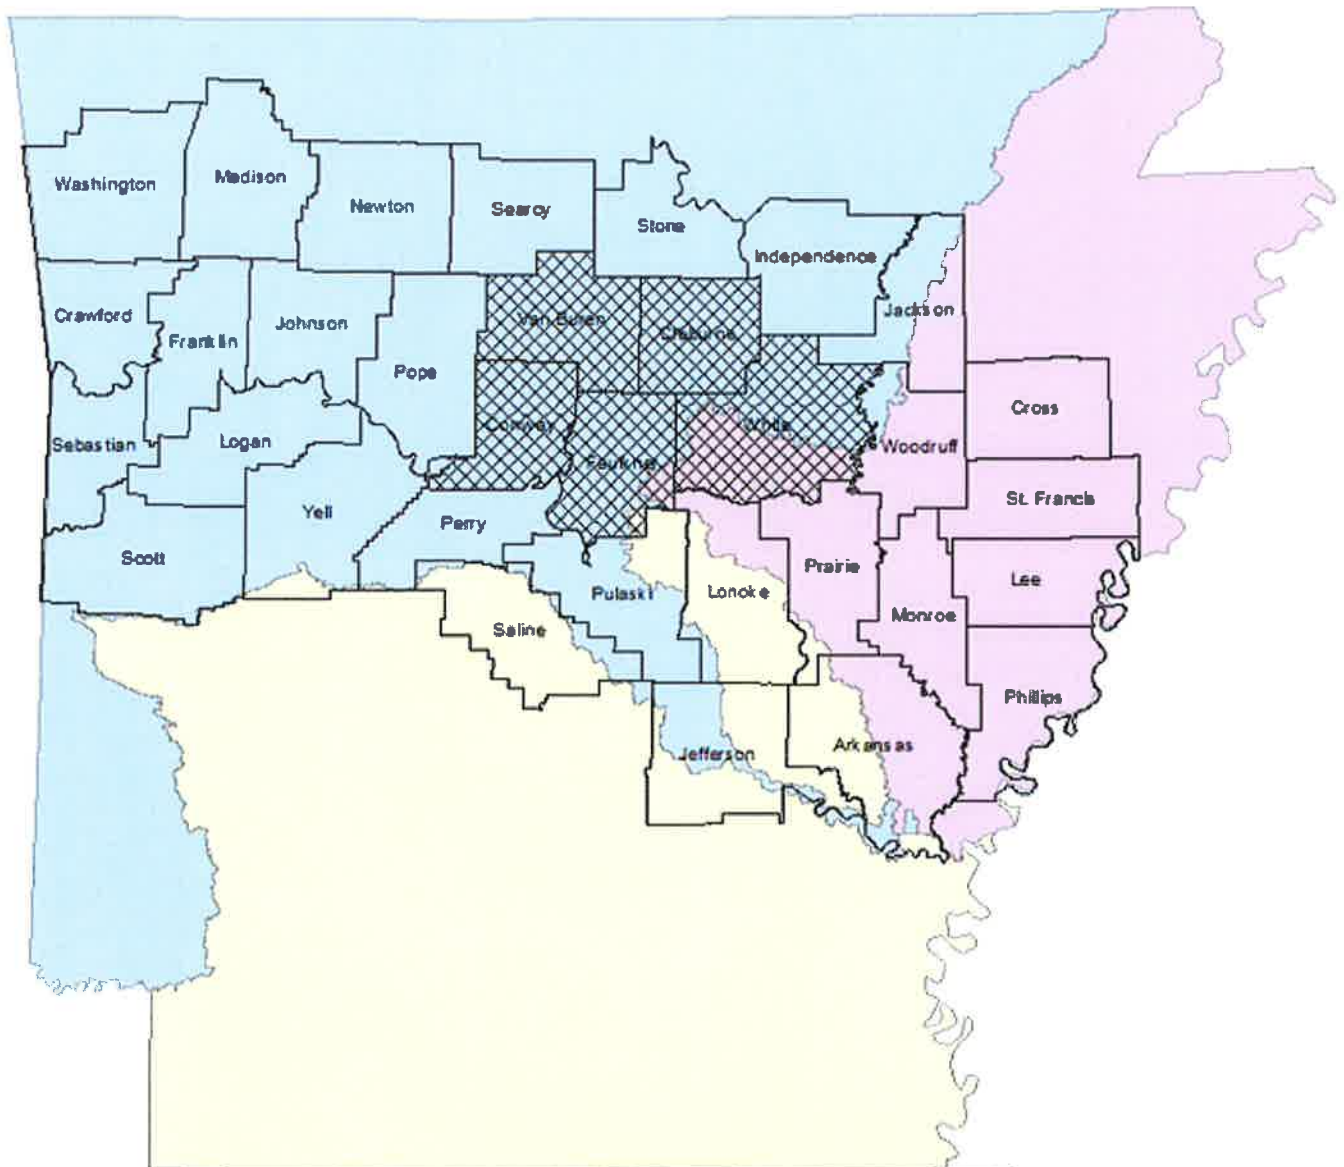 Washington
Madison
Newton
Searcy
Stone
Independence
Jackson
Crawford
Franklin
Johnson
Pope
Van Buren
Cleburne
Cross
Sebastian
Logan
Conway
Faulkner
White
Woodruff
St. Francis
Scott
Yell
Perry
Pulaski
Lonoke
Prairie
Lee
Monroe
Saline
Phillips
Jefferson
Arkansas